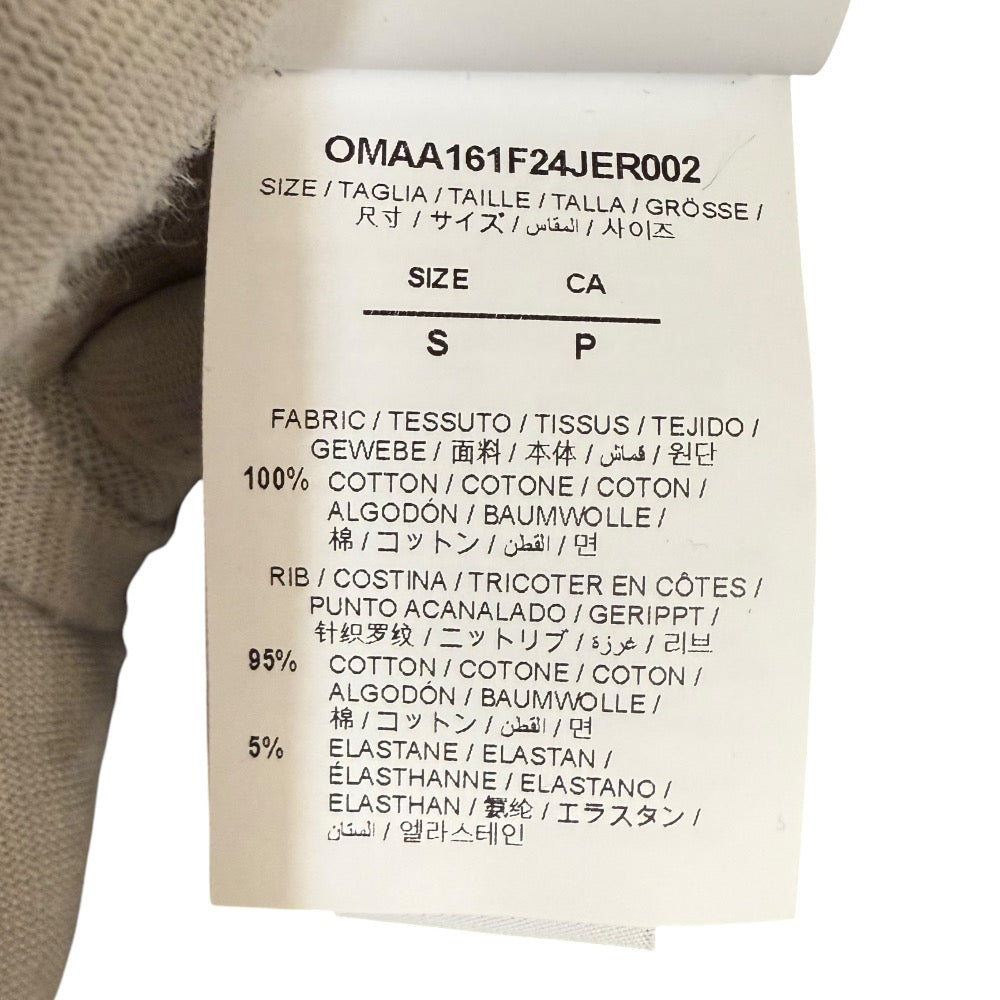 OMAA161F24JER002
SIZE / TAGLIA / TAILLE / TALLA / GRÖSSE /
尺寸 / サイズ / المقاس / 사이즈
SIZE CA
S P
FABRIC / TESSUTO / TISSUS / TEJIDO /
GEWEBE / 面料 / 本体 / قماش / 원단
100% COTTON / COTONE / COTON /
ALGODÓN / BAUMWOLLE /
棉 / コットン / القطن / 면
RIB / COSTINA / TRICOTER EN CÔTES /
PUNTO ACANALADO / GERIPPT /
针织罗纹 / ニットリブ / غرزة / 리브
95% COTTON / COTONE / COTON /
ALGODÓN / BAUMWOLLE /
棉 / コットン / القطن / 면
5% ELASTANE / ELASTAN /
ÉLASTHANNE / ELASTANO /
ELASTHAN / 氨纶 / エラスタン /
الستان / 엘라스테인